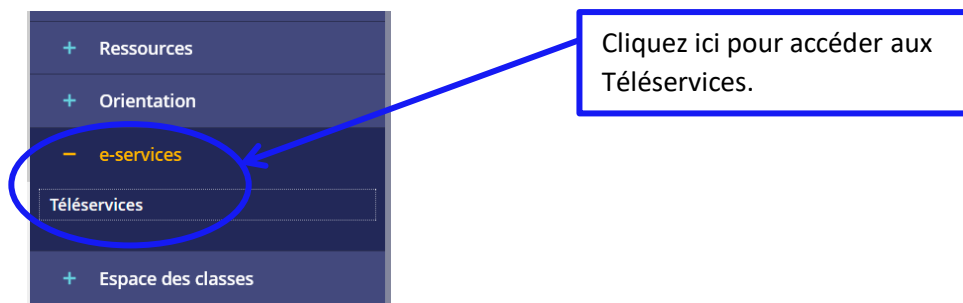 + Ressources
+ Orientation
− e-services
Téléservices
+ Espace des classes
Cliquez ici pour accéder aux
Téléservices.